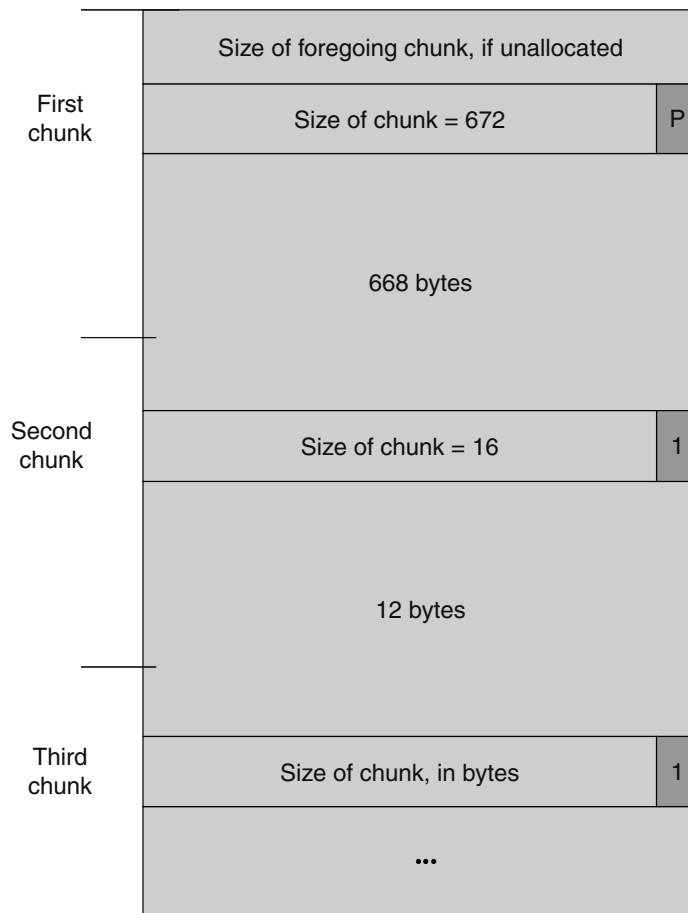 Size of foregoing chunk, if unallocated
First
chunk
Size of chunk = 672
P
668 bytes
Second
chunk
Size of chunk = 16
1
12 bytes
Third
chunk
Size of chunk, in bytes
1
...